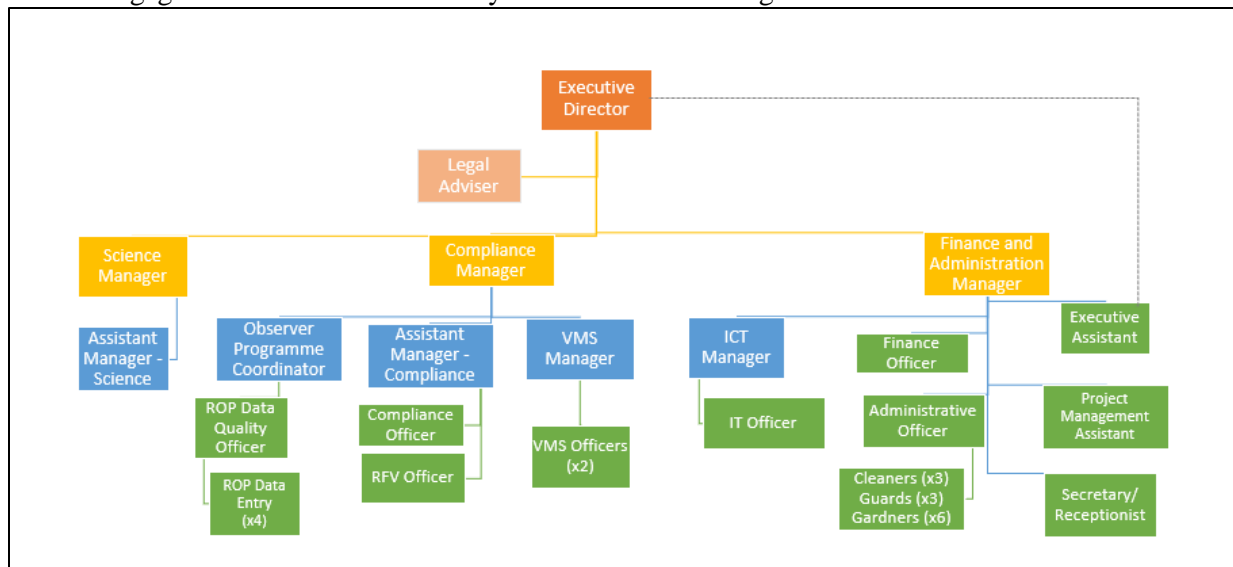 Executive
Director
Legal
Adviser
Science
Manager
Compliance
Manager
Finance and
Administration
Manager
Assistant
Manager -
Science
Observer
Programme
Coordinator
Assistant
Manager -
Compliance
VMS
Manager
ICT
Manager
Finance
Officer
Executive
Assistant
ROP Data
Quality
Officer
Compliance
Officer
VMS Officers
(x2)
IT Officer
Administrative
Officer
Project
Management
Assistant
ROP Data
Entry
(x4)
RFV Officer
Cleaners (x3)
Guards (x3)
Gardners (x6)
Secretary/
Receptionist